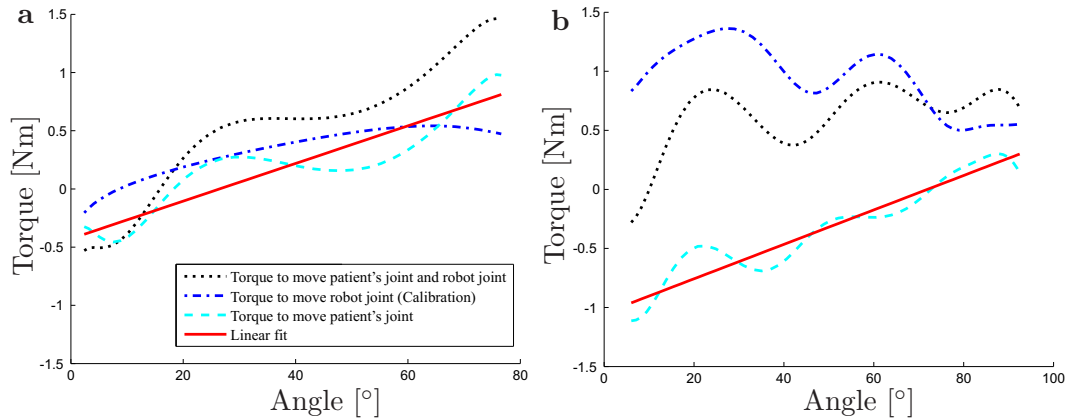 a
1.5
1
0.5
0
-0.5
-1
-1.5
Torque [Nm]
0
20
40
60
80
Angle [°]
Torque to move patient's joint and robot joint
Torque to move robot joint (Calibration)
Torque to move patient's joint
Linear fit
b
1.5
1
0.5
0
-0.5
-1
-1.5
Torque [Nm]
0
20
40
60
80
100
Angle [°]